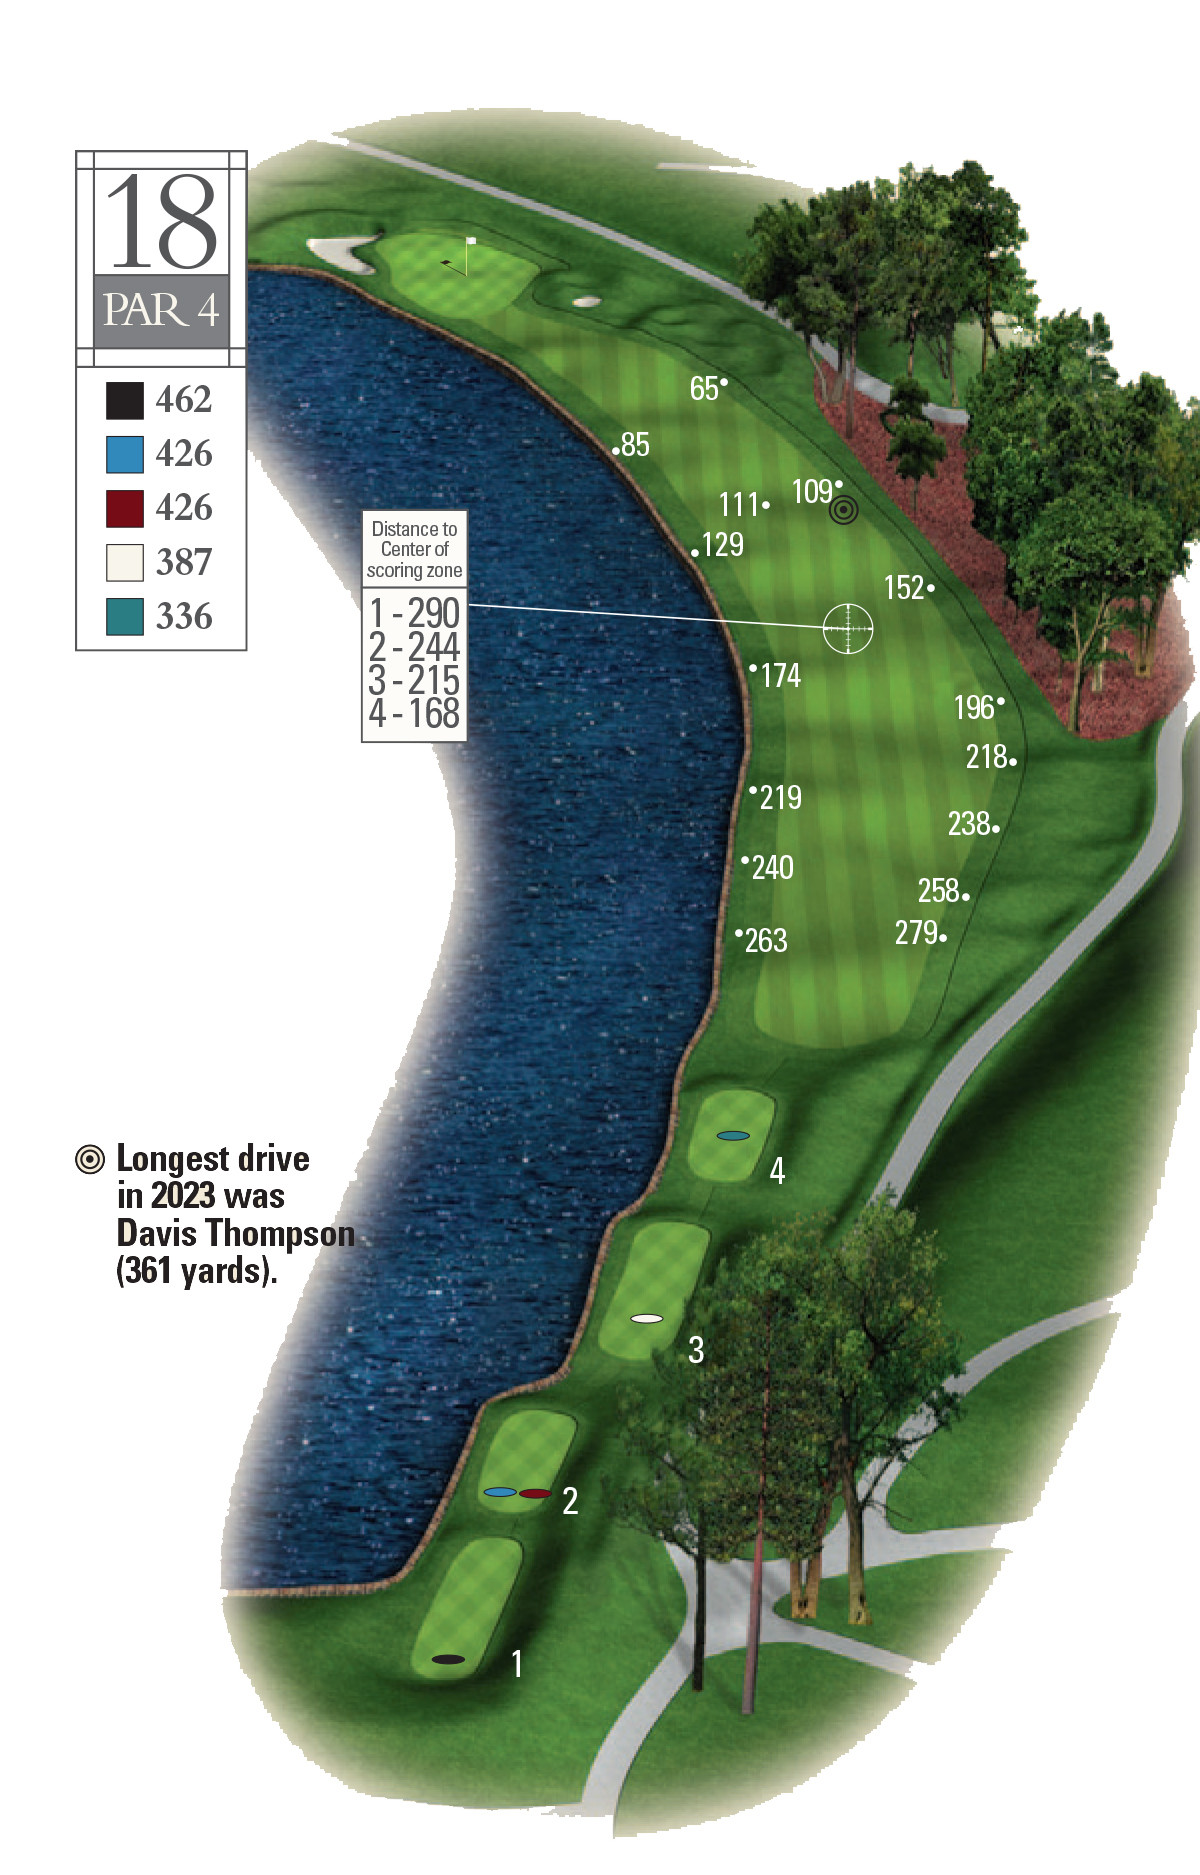 18
PAR 4
462
426
426
387
336
65
85
109
111
129
152
Distance to
Center of
scoring zone
1 - 290
2 - 244
3 - 215
4 - 168
174
196
218
219
238
240
258
279
263
Longest drive
in 2023 was
Davis Thompson
(361 yards).
4
3
2
1